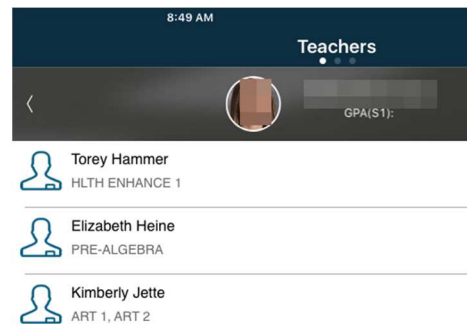 8:49 AM
Teachers
GPA(S1):
Torey Hammer
HLTH ENHANCE 1
Elizabeth Heine
PRE-ALGEBRA
Kimberly Jette
ART 1, ART 2